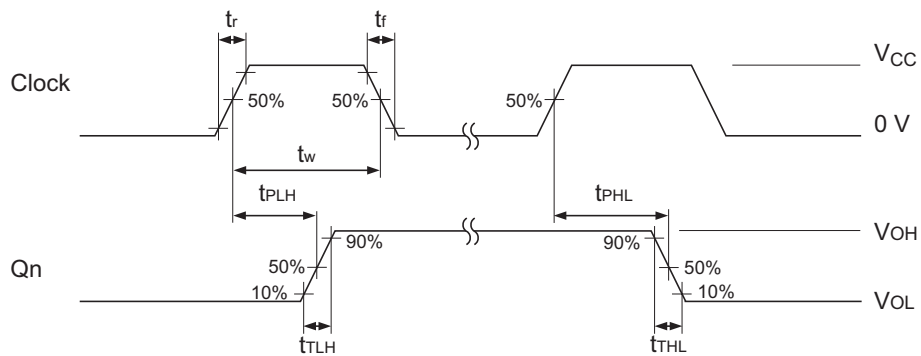 tr
tf
VCC
Clock
50%
50%
50%
0 V
tw
tPLH
tPHL
VOH
90%
90%
Qn
50%
50%
10%
10%
VOL
tTLH
tTHL